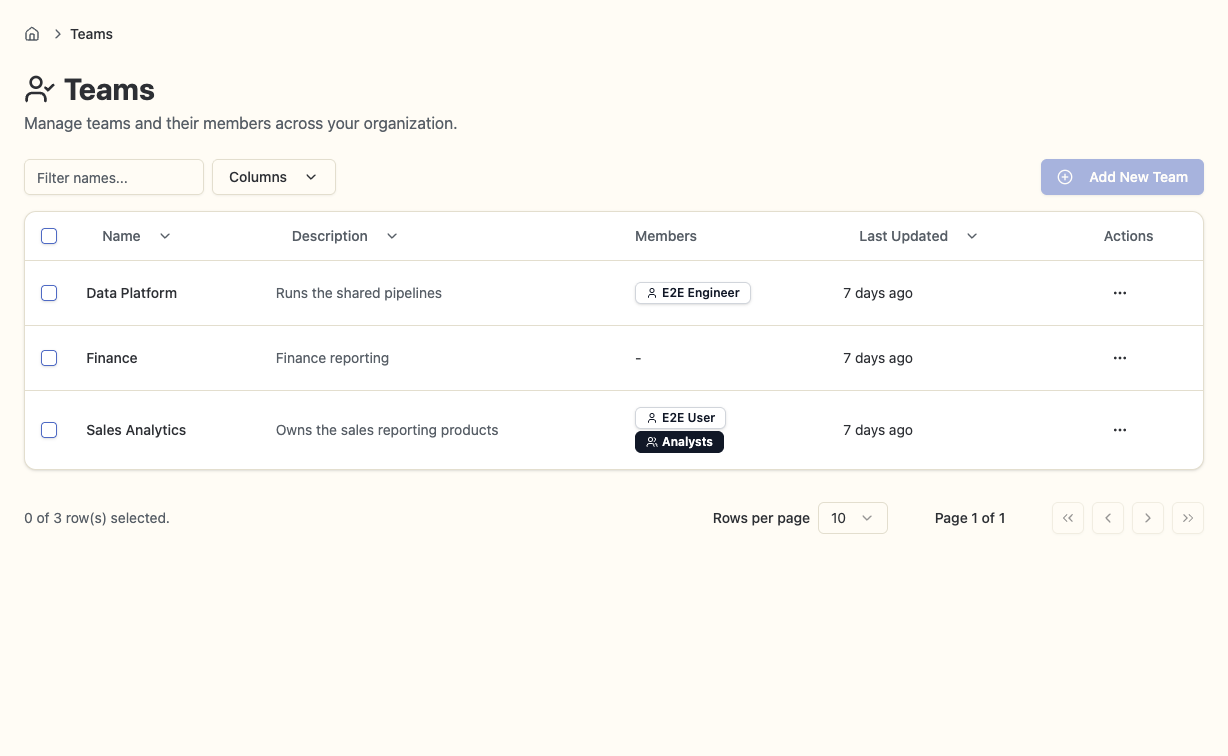 Teams
Teams
Manage teams and their members across your organization.
Filter names...
Columns
Add New Team
Name Description Members Last Updated Actions
Data Platform Runs the shared pipelines E2E Engineer 7 days ago
Finance Finance reporting - 7 days ago
Sales Analytics Owns the sales reporting products E2E User 7 days ago
Analysts
0 of 3 row(s) selected. Rows per page 10 Page 1 of 1